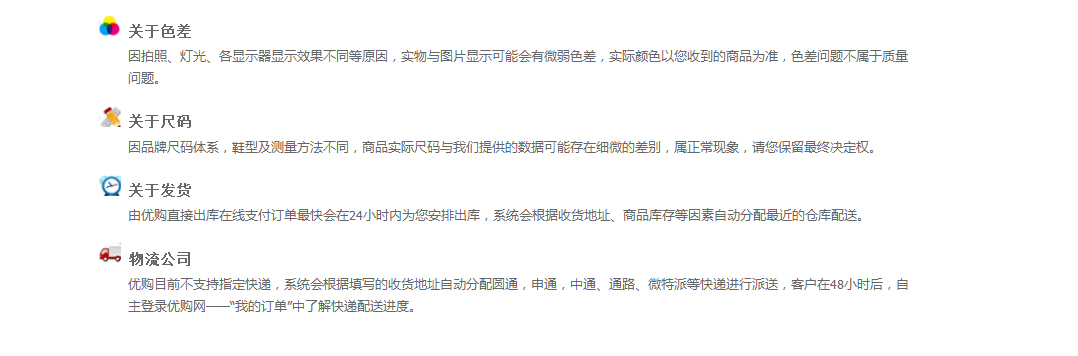 关于色差
因拍照、灯光、各显示器显示效果不同等原因，实物与图片显示可能会有微弱色差，实际颜色以您收到的商品为准，色差问题不属于质量
问题。
关于尺码
因品牌尺码体系，鞋型及测量方法不同，商品实际尺码与我们提供的数据可能存在细微的差别，属正常现象，请您保留最终决定权。
关于发货
由优购直接出库在线支付订单最快会在24小时内为您安排出库，系统会根据收货地址、商品库存等因素自动分配最近的仓库配送。
物流公司
优购目前不支持指定快递，系统会根据填写的收货地址自动分配圆通，申通，中通、通路、微特派等快递进行派送，客户在48小时后，自
主登录优购网——“我的订单”中了解快递配送进度。